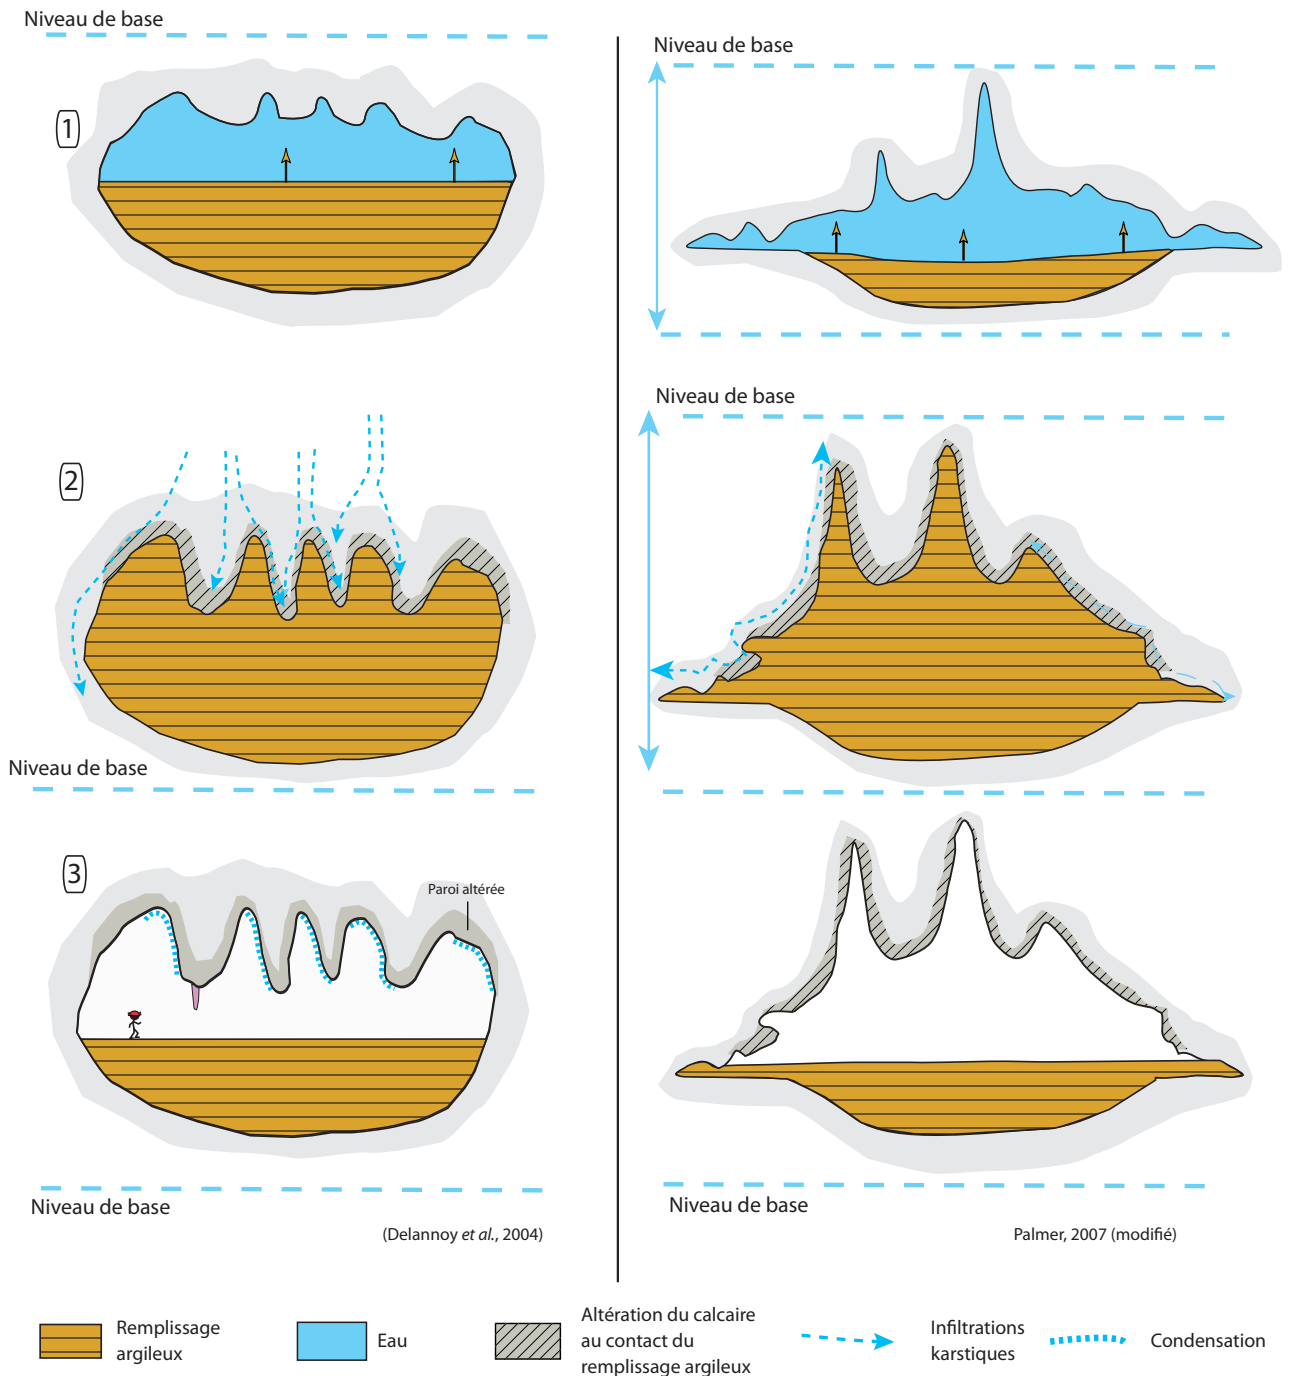 Niveau de base
1
2
Niveau de base
3
Paroi altérée
Niveau de base
(Delannoy et al., 2004)
Niveau de base
Niveau de base
Niveau de base
Palmer, 2007 (modifié)
Remplissage
argileux
Eau
Altération du calcaire
au contact du
remplissage argileux
Infiltrations
karstiques
Condensation